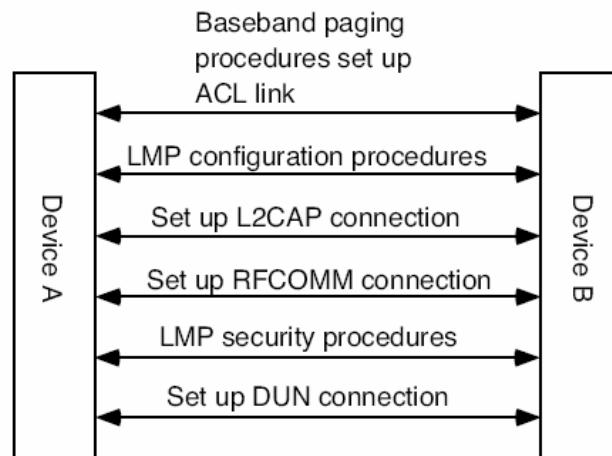 Baseband paging
procedures set up
ACL link
LMP configuration procedures
Set up L2CAP connection
Set up RFCOMM connection
LMP security procedures
Set up DUN connection
Device A
Device B